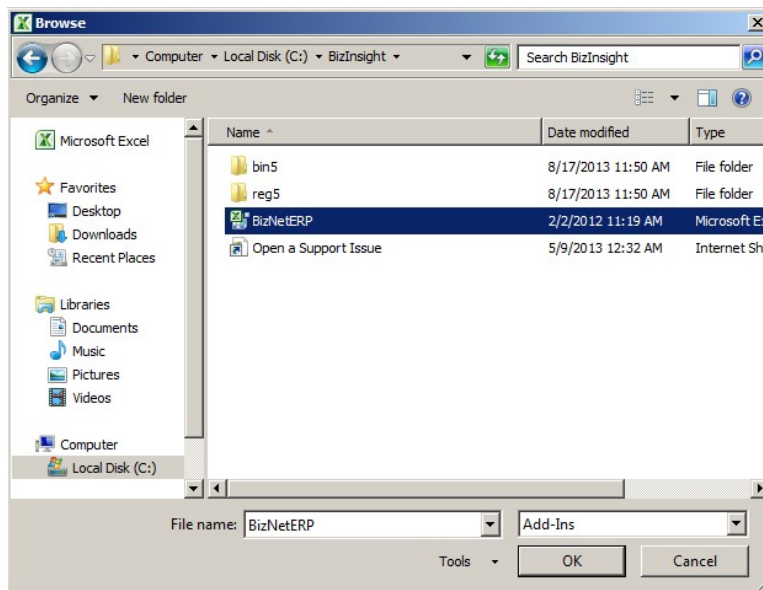 Browse
Computer Local Disk (C:) BizInsight
Search BizInsight
Organize New folder
Name Date modified Type
Microsoft Excel
Favorites
Desktop
Downloads
Recent Places
Libraries
Documents
Music
Pictures
Videos
Computer
Local Disk (C:)
bin5 8/17/2013 11:50 AM File folder
reg5 8/17/2013 11:50 AM File folder
BizNetERP 2/2/2012 11:19 AM Microsoft E
Open a Support Issue 5/9/2013 12:32 AM Internet Sh
File name: BizNetERP Add-Ins
Tools OK Cancel